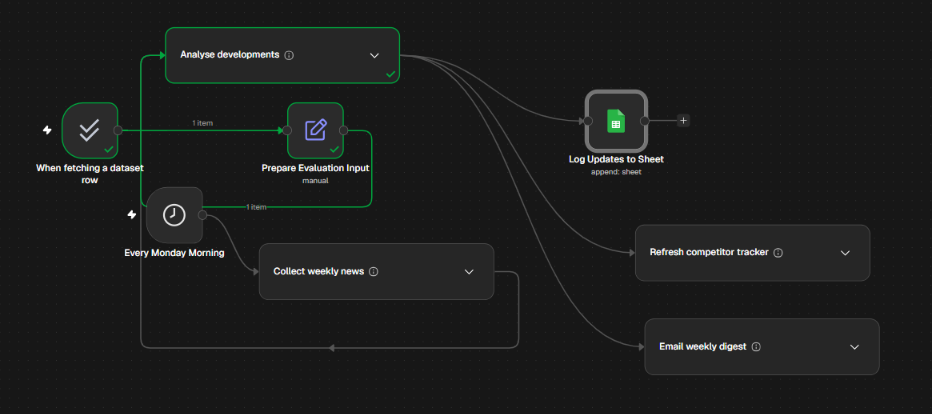 Analyse developments
1 item
When fetching a dataset
row
Prepare Evaluation Input
manual
Log Updates to Sheet
append: sheet
1 item
Every Monday Morning
Refresh competitor tracker
Collect weekly news
Email weekly digest